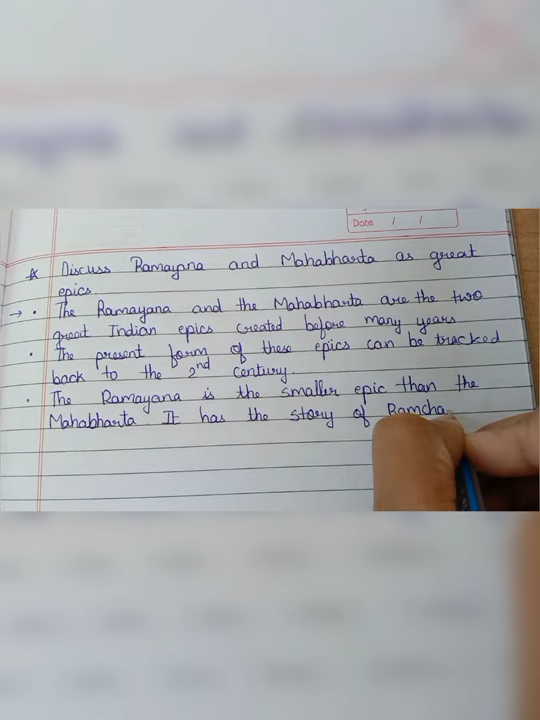 Date / /
* Discuss Ramayana and Mahabharta as great
epics.
→ • The Ramayana and the Mahabharta are the two
great Indian epics created before many years
• The present form of these epics can be tracked
back to the 2nd century.
• The Ramayana is the smaller epic than the
Mahabharta. It has the story of Ramcha